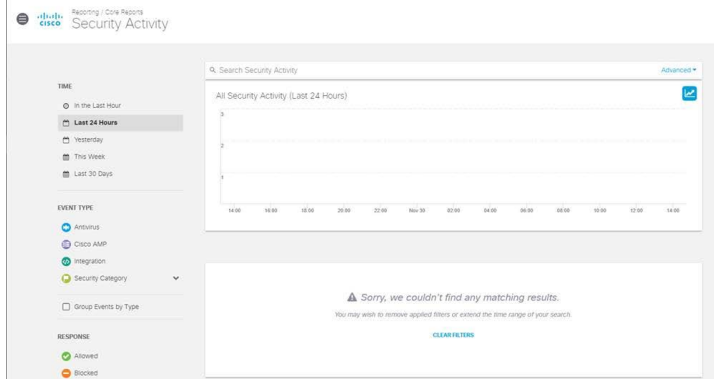 Reporting / Core Reports
CISCO
Security Activity
Search Security Activity
Advanced
TIME
In the Last Hour
Last 24 Hours
Yesterday
This Week
Last 30 Days
EVENT TYPE
Antivirus
Cisco AMP
Integration
Security Category
Group Events by Type
RESPONSE
Allowed
Blocked
All Security Activity (Last 24 Hours)
3
2
1
14:00 16:00 18:00 20:00 22:00 Nov 30 02:00 04:00 06:00 08:00 10:00 12:00 14:00
Sorry, we couldn't find any matching results.
You may wish to remove applied filters or extend the time range of your search.
CLEAR FILTERS